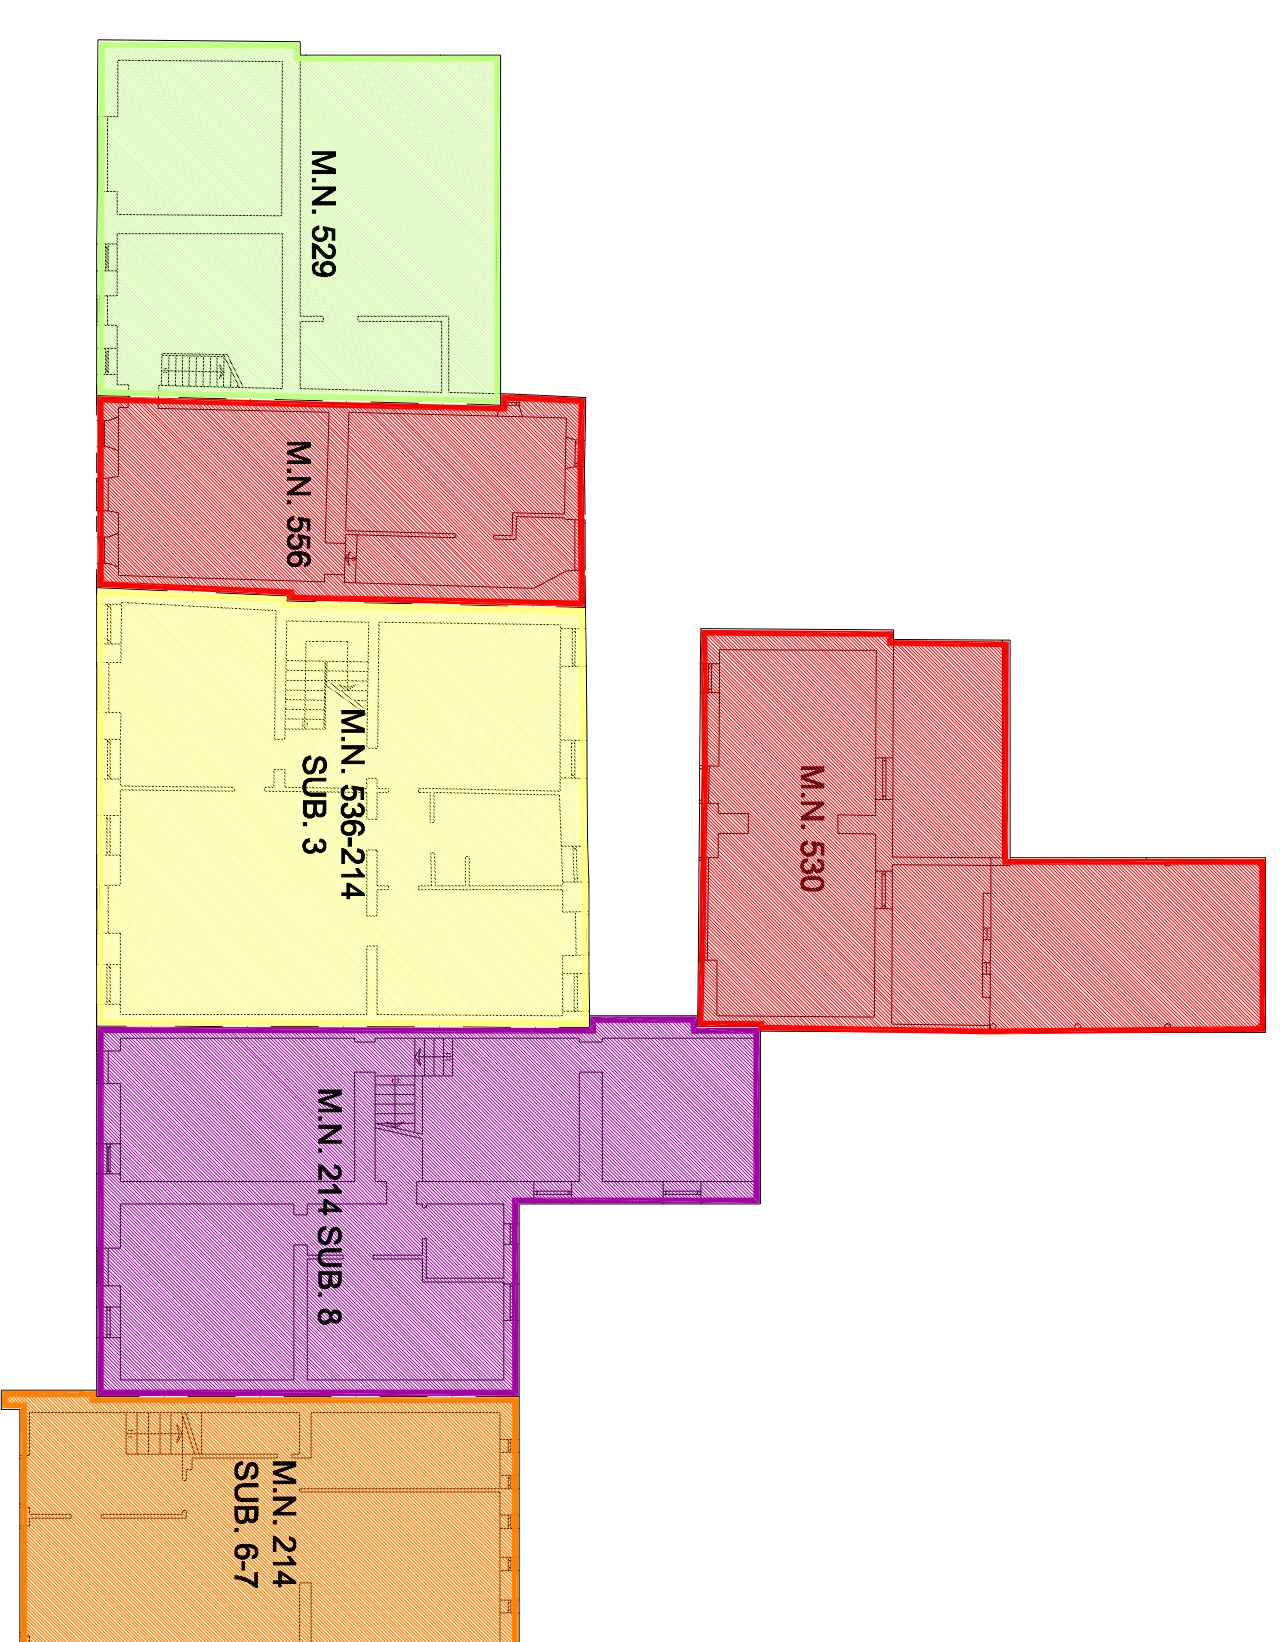 M.N. 529
M.N. 556
M.N. 536-214
SUB. 3
M.N. 530
M.N. 214 SUB. 8
M.N. 214
SUB. 6-7